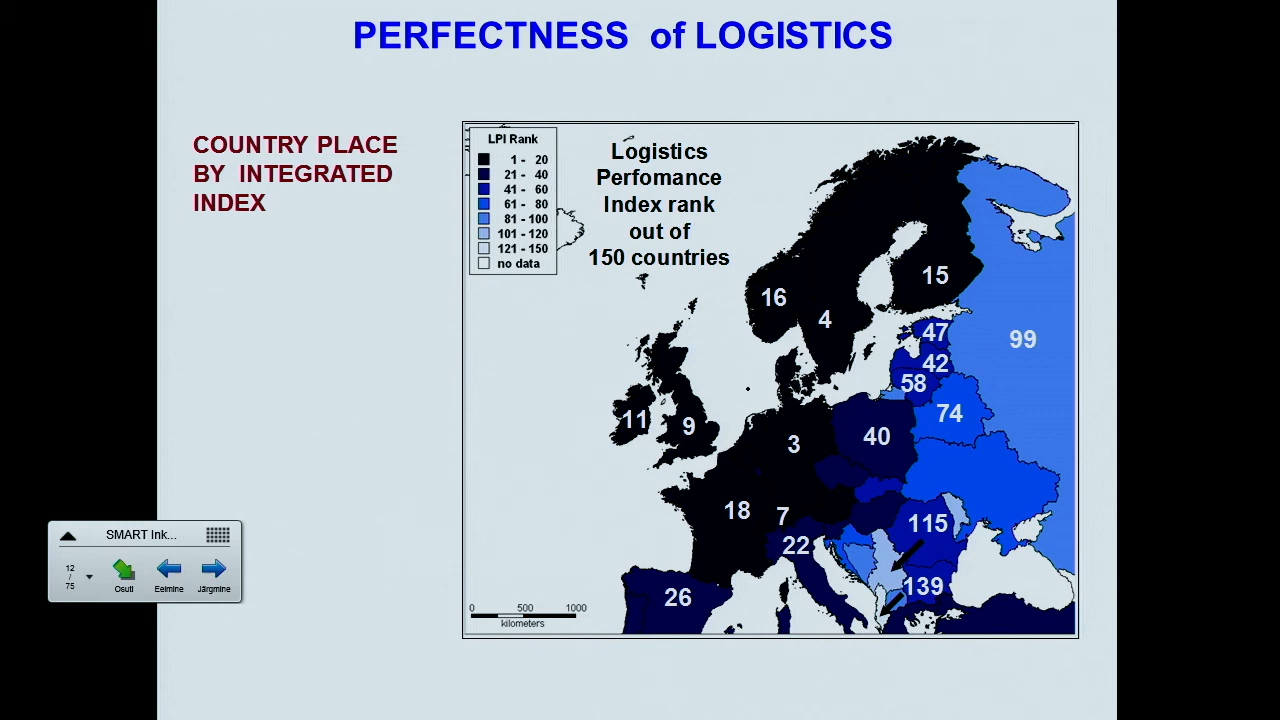 PERFECTNESS of LOGISTICS
COUNTRY PLACE
BY INTEGRATED
INDEX
LPI Rank
1 - 20
21 - 40
41 - 60
61 - 80
81 - 100
101 - 120
121 - 150
no data
Logistics
Perfomance
Index rank
out of
150 countries
16
4
15
47
42
58
99
74
11
9
3
40
18
7
22
115
139
26
0 500 1000
kilometers
SMART Ink...
12
/
75
Osuti
Eelmine
Järgmine